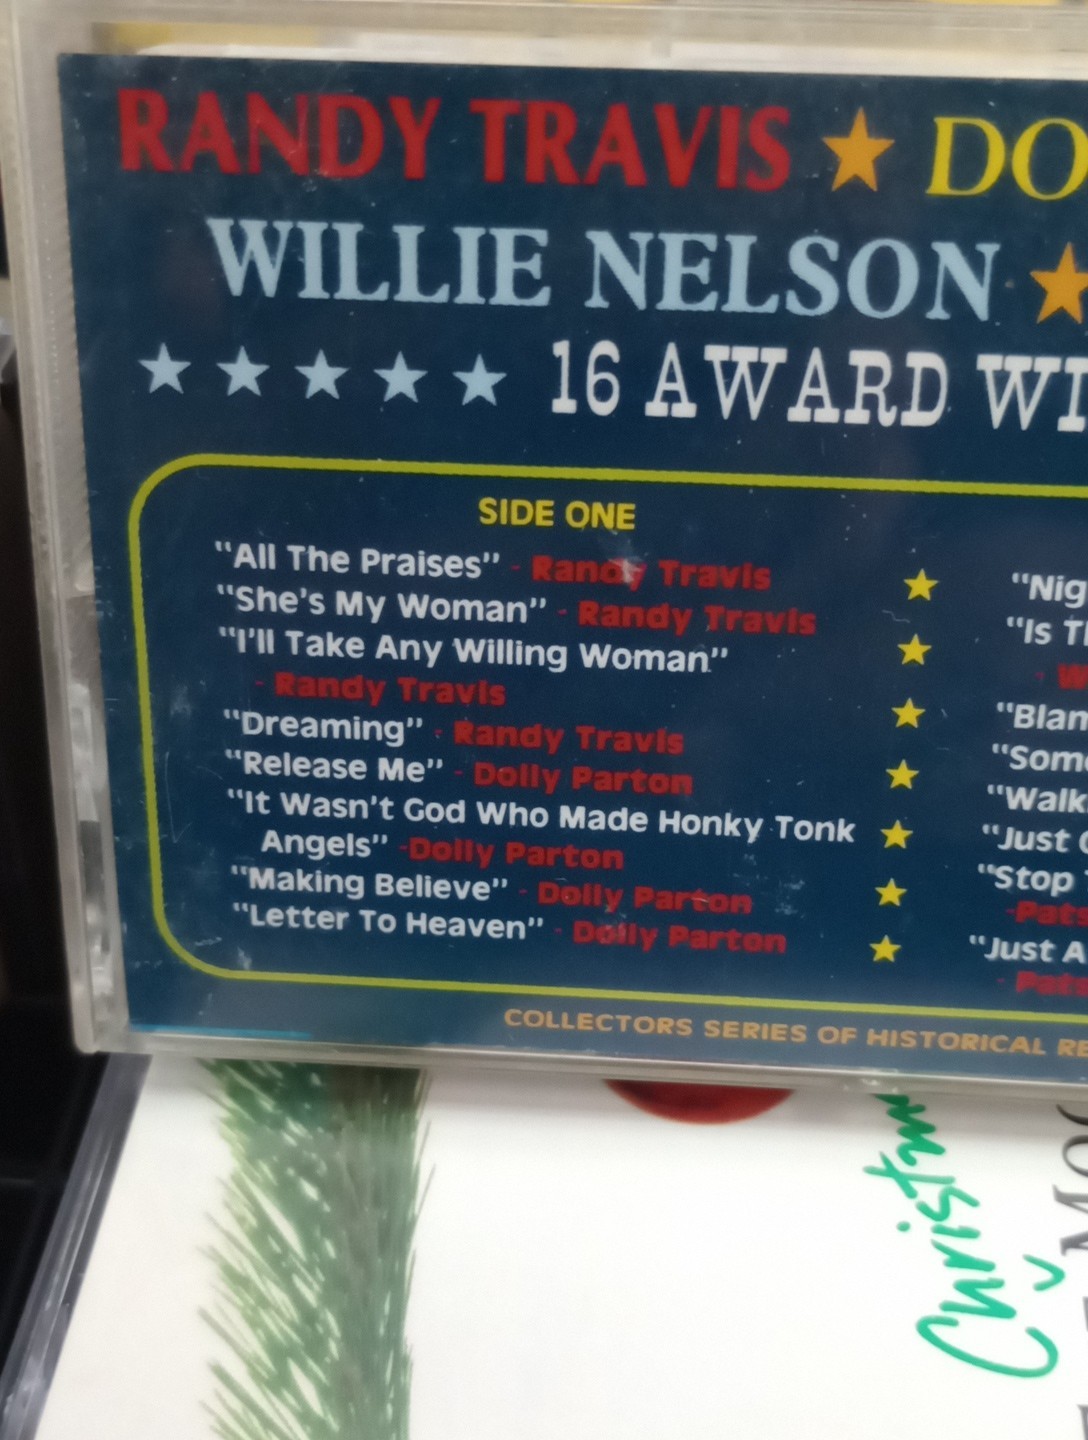 RANDY TRAVIS ★ DO
WILLIE NELSON ★
★ ★ ★ ★ ★ 16 AWARD WI
SIDE ONE
"All The Praises" - Randy Travis
"She's My Woman" - Randy Travis
"I'll Take Any Willing Woman"
- Randy Travis
"Dreaming" - Randy Travis
"Release Me" - Dolly Parton
"It Wasn't God Who Made Honky Tonk
Angels" -Dolly Parton
"Making Believe" - Dolly Parton
"Letter To Heaven" - Dolly Parton
"Nig
"Is T
- W
"Blan
"Some
"Walk
"Just
"Stop
-Pats
"Just A
- Pats
COLLECTORS SERIES OF HISTORICAL RE
Christm